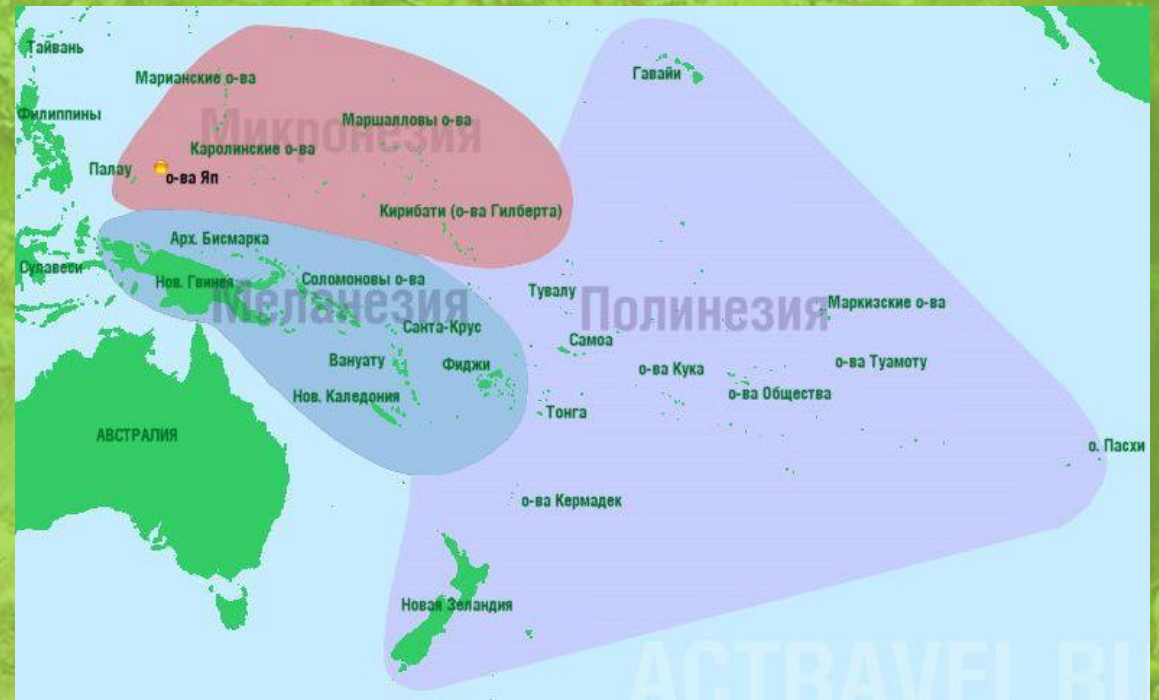 Тайвань
Гавайи
Марианские о-ва
Филиппины
Маршалловы о-ва
Микронезия
Каролинские о-ва
Палау
о-ва Яп
Кирибати (о-ва Гилберта)
Арх. Бисмарка
Сулавеси
Нов. Гвинея
Соломоновы о-ва
Тувалу
Меланезия
Полинезия
Маркизские о-ва
Санта-Крус
Самоа
Вануату
Фиджи
о-ва Кука
о-ва Туамоту
Нов. Каледония
о-ва Общества
Тонга
АВСТРАЛИЯ
о. Пасхи
о-ва Кермадек
Новая Зеландия
ACTRAVEL.RU